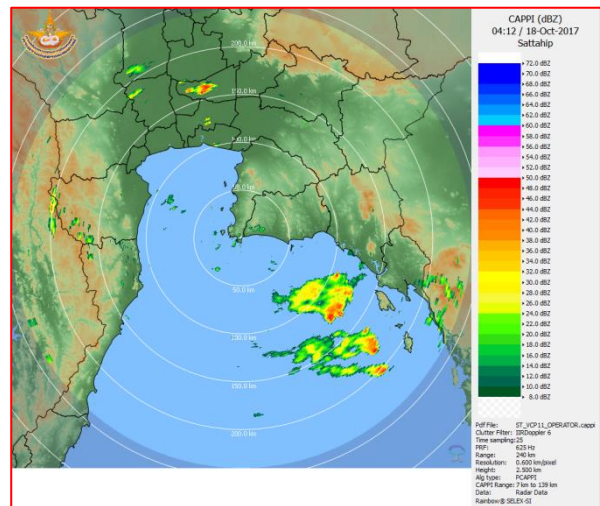 CAPPI (dBZ)
04:12 / 18-Oct-2017
Sattahip
72.0 dBZ
70.0 dBZ
68.0 dBZ
66.0 dBZ
64.0 dBZ
62.0 dBZ
60.0 dBZ
58.0 dBZ
56.0 dBZ
54.0 dBZ
52.0 dBZ
50.0 dBZ
48.0 dBZ
46.0 dBZ
44.0 dBZ
42.0 dBZ
40.0 dBZ
38.0 dBZ
36.0 dBZ
34.0 dBZ
32.0 dBZ
30.0 dBZ
28.0 dBZ
26.0 dBZ
24.0 dBZ
22.0 dBZ
20.0 dBZ
18.0 dBZ
16.0 dBZ
14.0 dBZ
12.0 dBZ
10.0 dBZ
8.0 dBZ
200.0 km
150.0 km
50.0 km
100.0 km
150.0 km
200.0 km
Pdf File: ST_VCP11_OPERATOR.cappi
Clutter Filter: IIRDoppler 6
Time sampling: 25
PRF: 625 Hz
Range: 240 km
Resolution: 0.600 km/pixel
Height: 2.500 km
Alg type: PCAPPI
CAPPI Range: 7 km to 139 km
Data: Radar Data
Rainbow® SELEX-SI